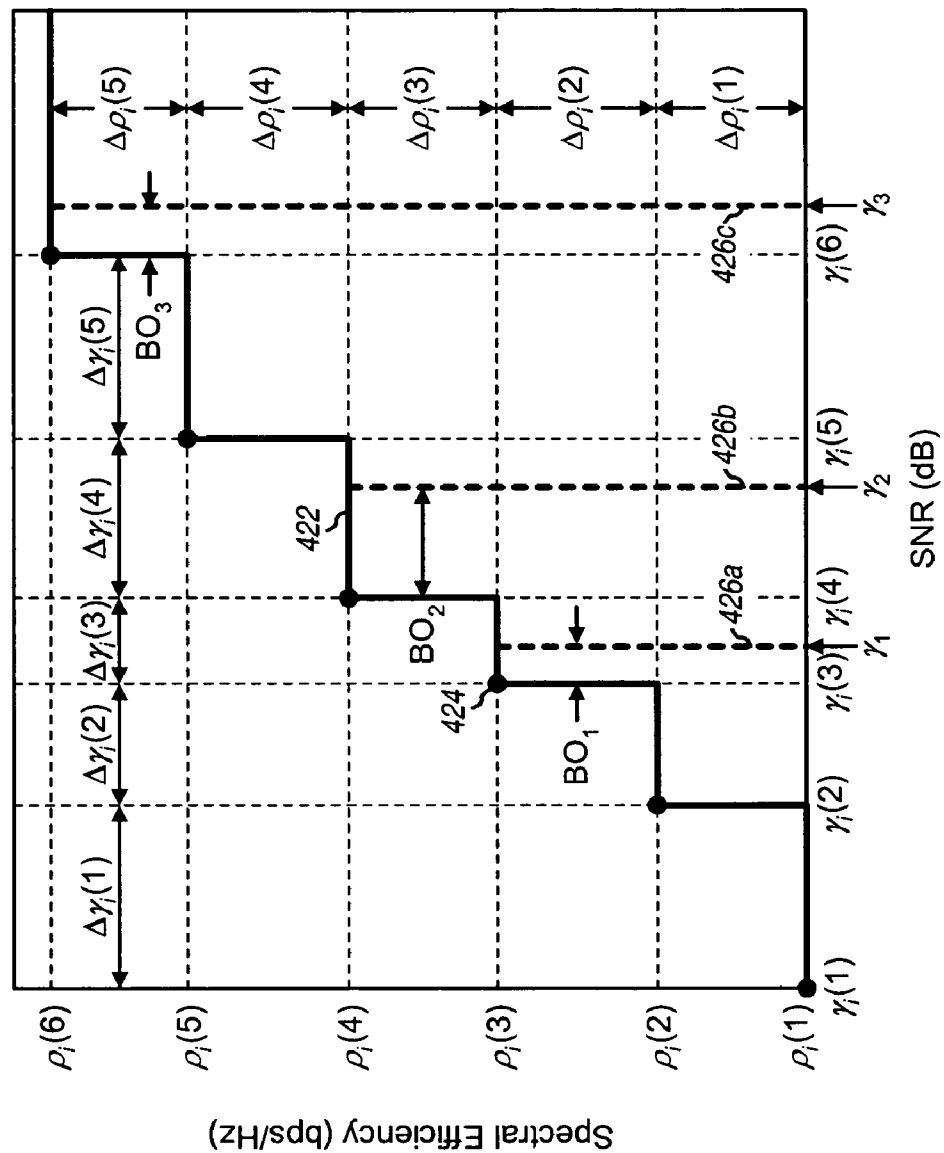 Spectral Efficiency (bps/Hz)
ρᵢ(6)
ρᵢ(5)
ρᵢ(4)
ρᵢ(3)
ρᵢ(2)
ρᵢ(1)
Δγᵢ(1)
Δγᵢ(2)
Δγᵢ(3)
Δγᵢ(4)
Δγᵢ(5)
Δρᵢ(5)
Δρᵢ(4)
Δρᵢ(3)
Δρᵢ(2)
Δρᵢ(1)
BO₃
422
BO₂
424
BO₁
426a
426b
426c
γᵢ(1)
γᵢ(2)
γᵢ(3)
γᵢ(4)
γᵢ(5)
γᵢ(6)
γ₁
γ₂
γ₃
SNR (dB)